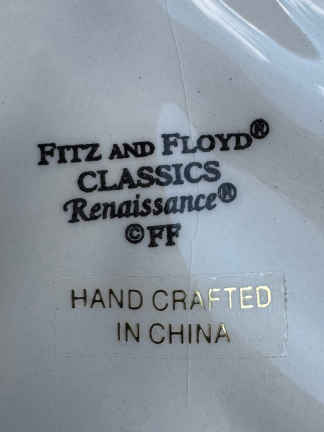 FITZ AND FLOYD®
CLASSICS
Renaissance®
©FF
HAND CRAFTED
IN CHINA